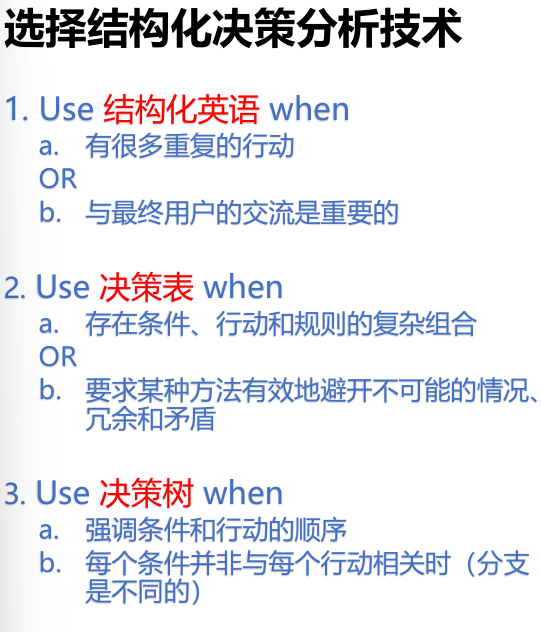 选择结构化决策分析技术
1. Use 结构化英语 when
a. 有很多重复的行动
OR
b. 与最终用户的交流是重要的
2. Use 决策表 when
a. 存在条件、行动和规则的复杂组合
OR
b. 要求某种方法有效地避开不可能的情况、
冗余和矛盾
3. Use 决策树 when
a. 强调条件和行动的顺序
b. 每个条件并非与每个行动相关时（分支
是不同的）